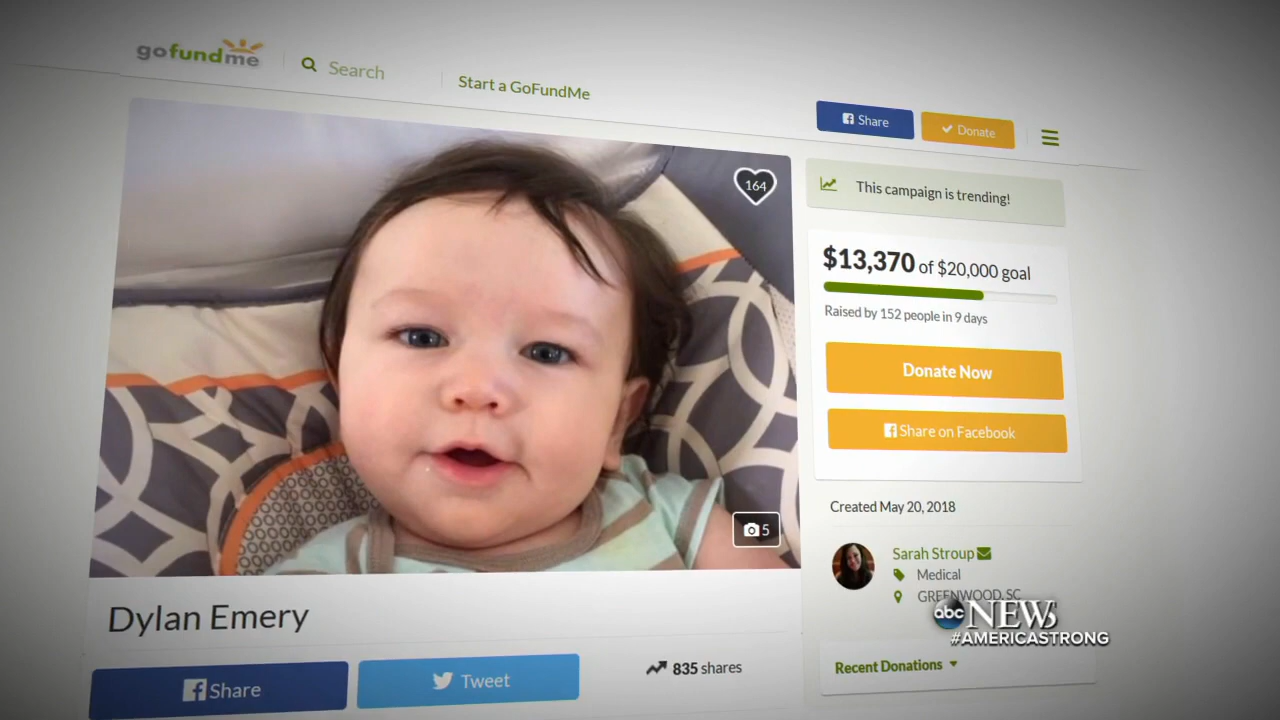 gofundme
Search
Start a GoFundMe
Share
Donate
164
This campaign is trending!
$13,370 of $20,000 goal
Raised by 152 people in 9 days
Donate Now
Share on Facebook
5
Created May 20, 2018
Sarah Stroup
Medical
GREENWOOD, SC
Dylan Emery
Share
Tweet
835 shares
Recent Donations
abc NEWS
#AMERICASTRONG